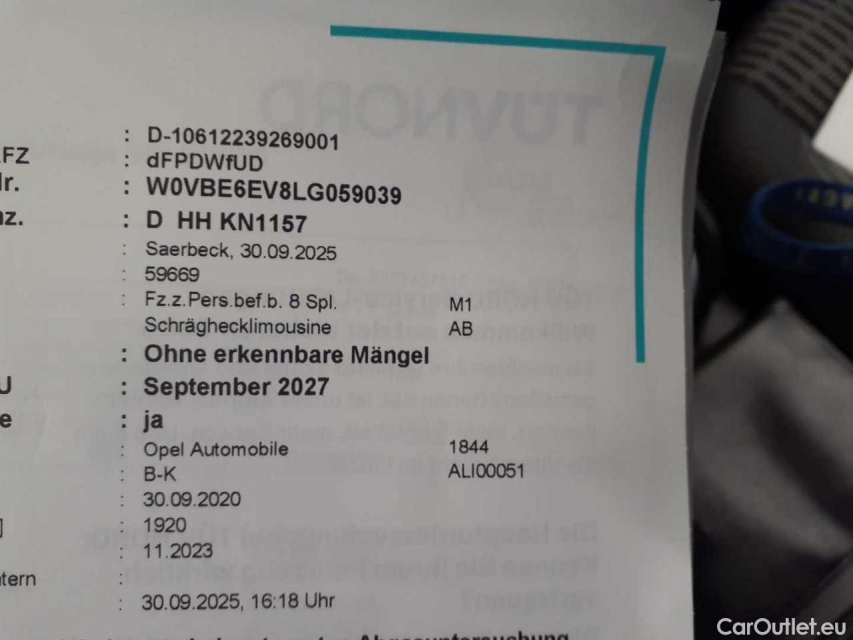 : D-10612239269001
FZ : dFPDWfUD
r. : W0VBE6EV8LG059039
nz. : D HH KN1157
: Saerbeck, 30.09.2025
: 59669
: Fz.z.Pers.bef.b. 8 Spl. M1
Schräghecklimousine AB
: Ohne erkennbare Mängel
U : September 2027
e : ja
: Opel Automobile 1844
: B-K ALI00051
: 30.09.2020
] : 1920
: 11.2023
ntern :
: 30.09.2025, 16:18 Uhr
Abgasuntersuchung
TÜVNORD
CarOutlet.eu